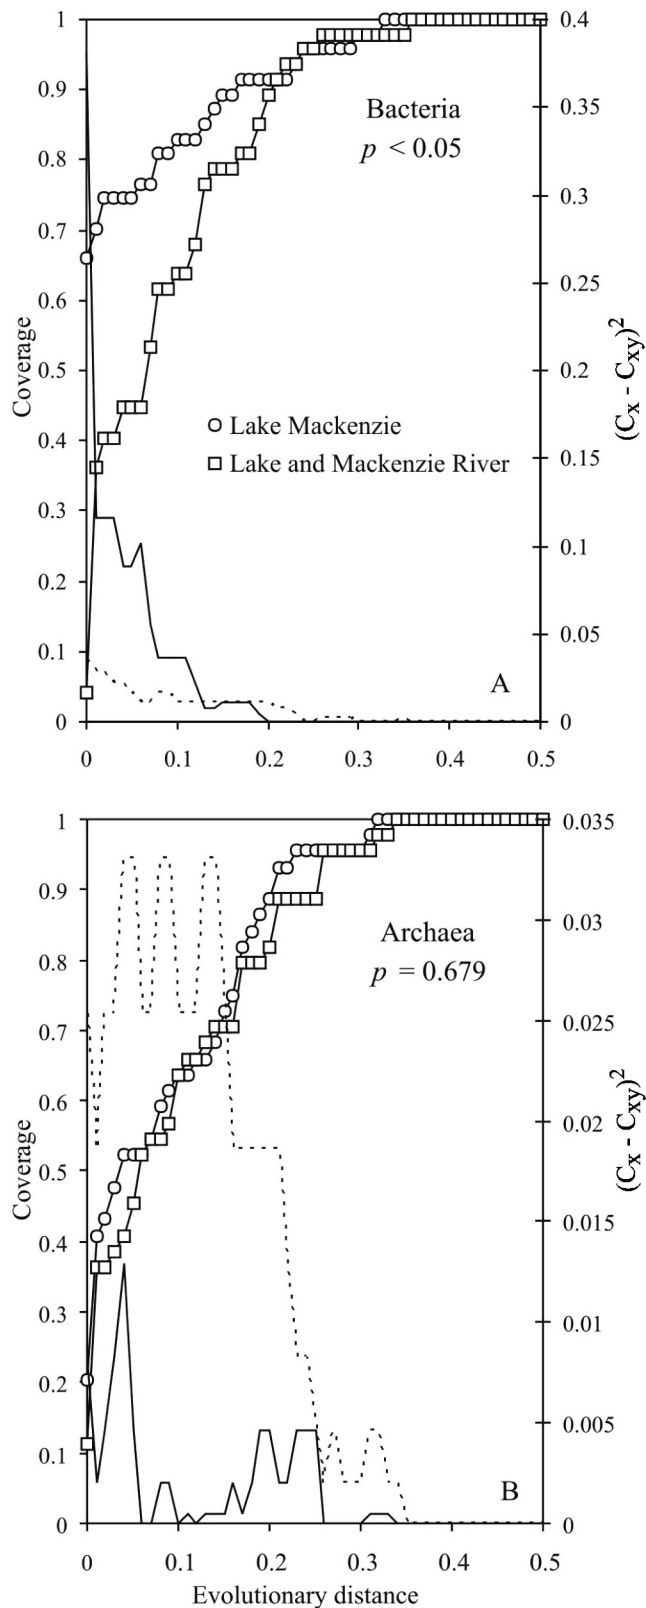 1
0.9
0.8
0.7
0.6
0.5
0.4
0.3
0.2
0.1
0
Coverage
0.4
0.35
0.3
0.25
0.2
0.15
0.1
0.05
0
(Cx - Cxy)2
Bacteria
p < 0.05
Lake Mackenzie
Lake and Mackenzie River
A
0 0.1 0.2 0.3 0.4 0.5
1
0.9
0.8
0.7
0.6
0.5
0.4
0.3
0.2
0.1
0
Coverage
0.035
0.03
0.025
0.02
0.015
0.01
0.005
0
(Cx - Cxy)2
Archaea
p = 0.679
B
0 0.1 0.2 0.3 0.4 0.5
Evolutionary distance